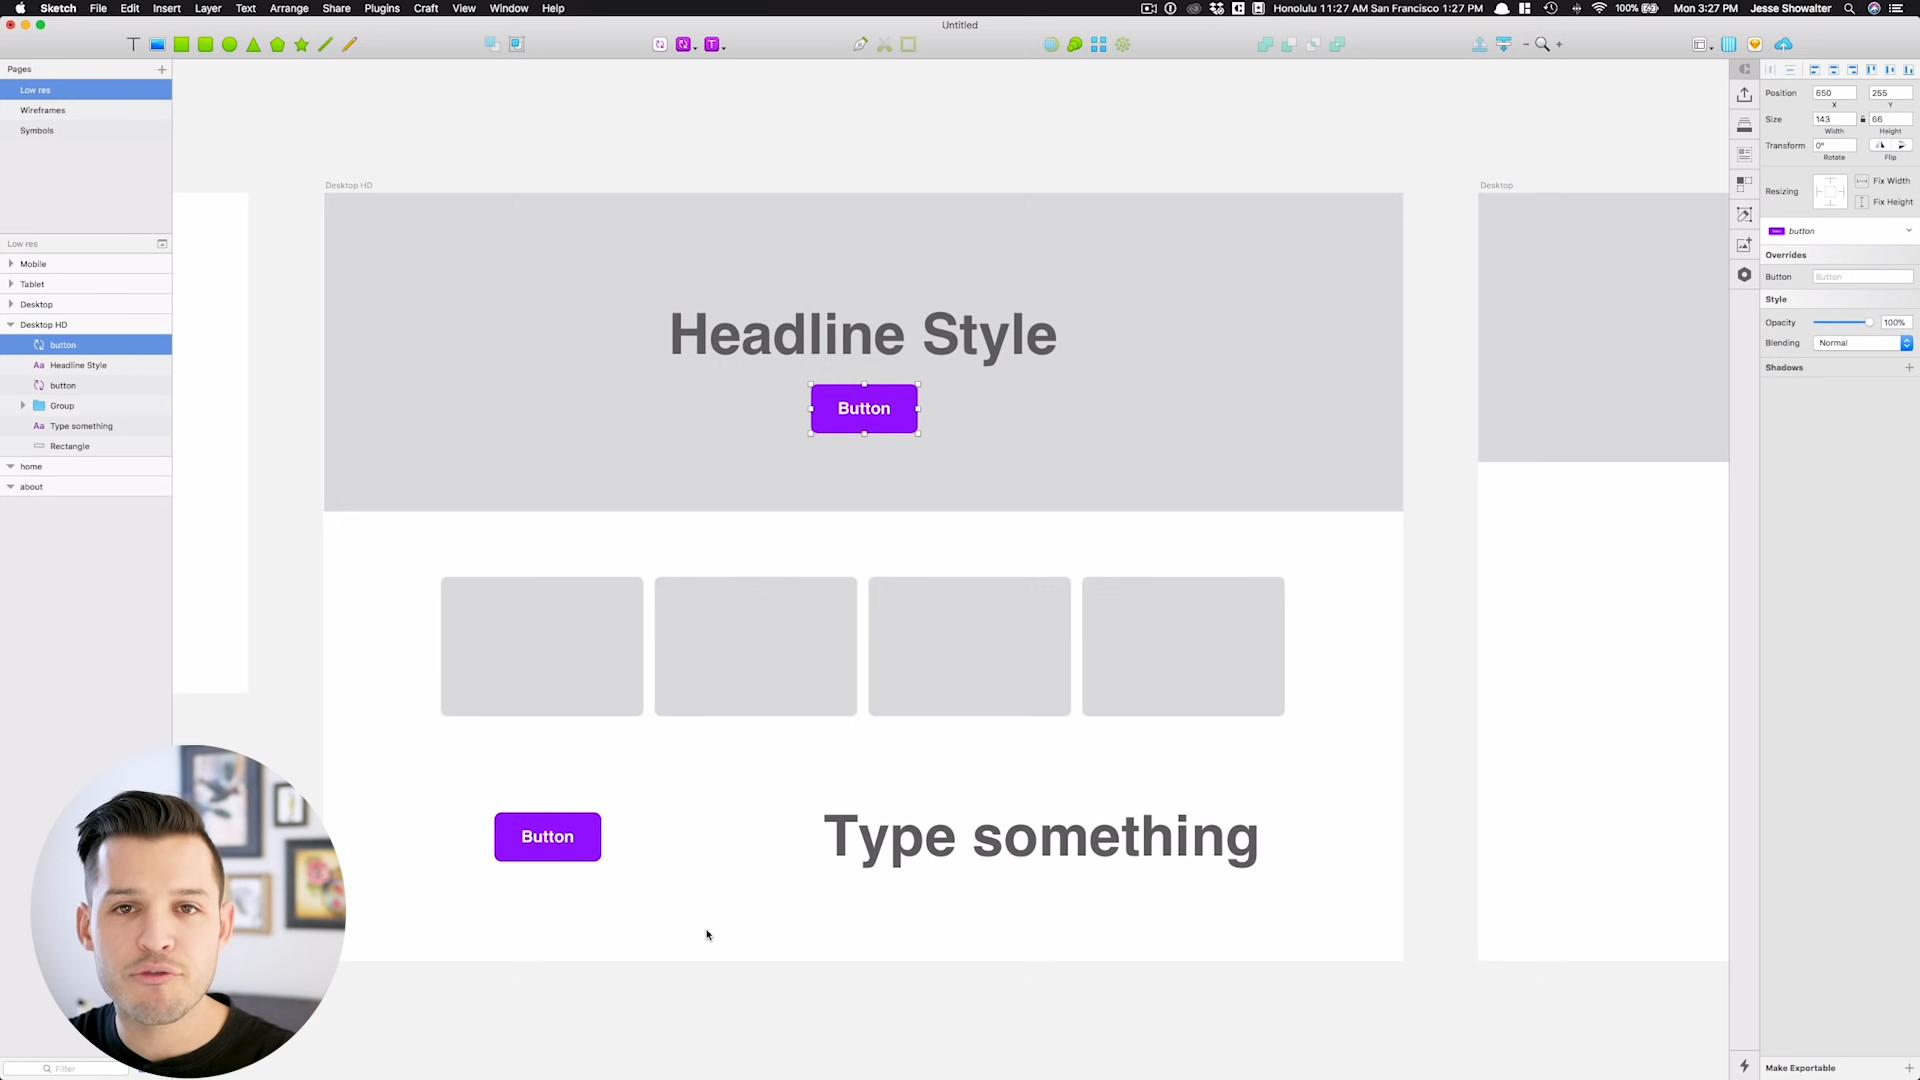 Sketch File Edit Insert Layer Text Arrange Share Plugins Craft View Window Help
Honolulu 11:27 AM San Francisco 1:27 PM 100% Mon 3:27 PM Jesse Showalter
Untitled
Pages
Low res
Wireframes
Symbols
Low res
Mobile
Tablet
Desktop
Desktop HD
button
Aa Headline Style
button
Group
Aa Type something
Rectangle
home
about
Filter
Desktop HD
Headline Style
Button
Button
Type something
Desktop
Position 650 255
X Y
Size 143 66
Width Height
Transform 0°
Rotate Flip
Resizing
Fix Width
Fix Height
button
Overrides
Button Button
Style
Opacity 100%
Blending Normal
Shadows
Make Exportable